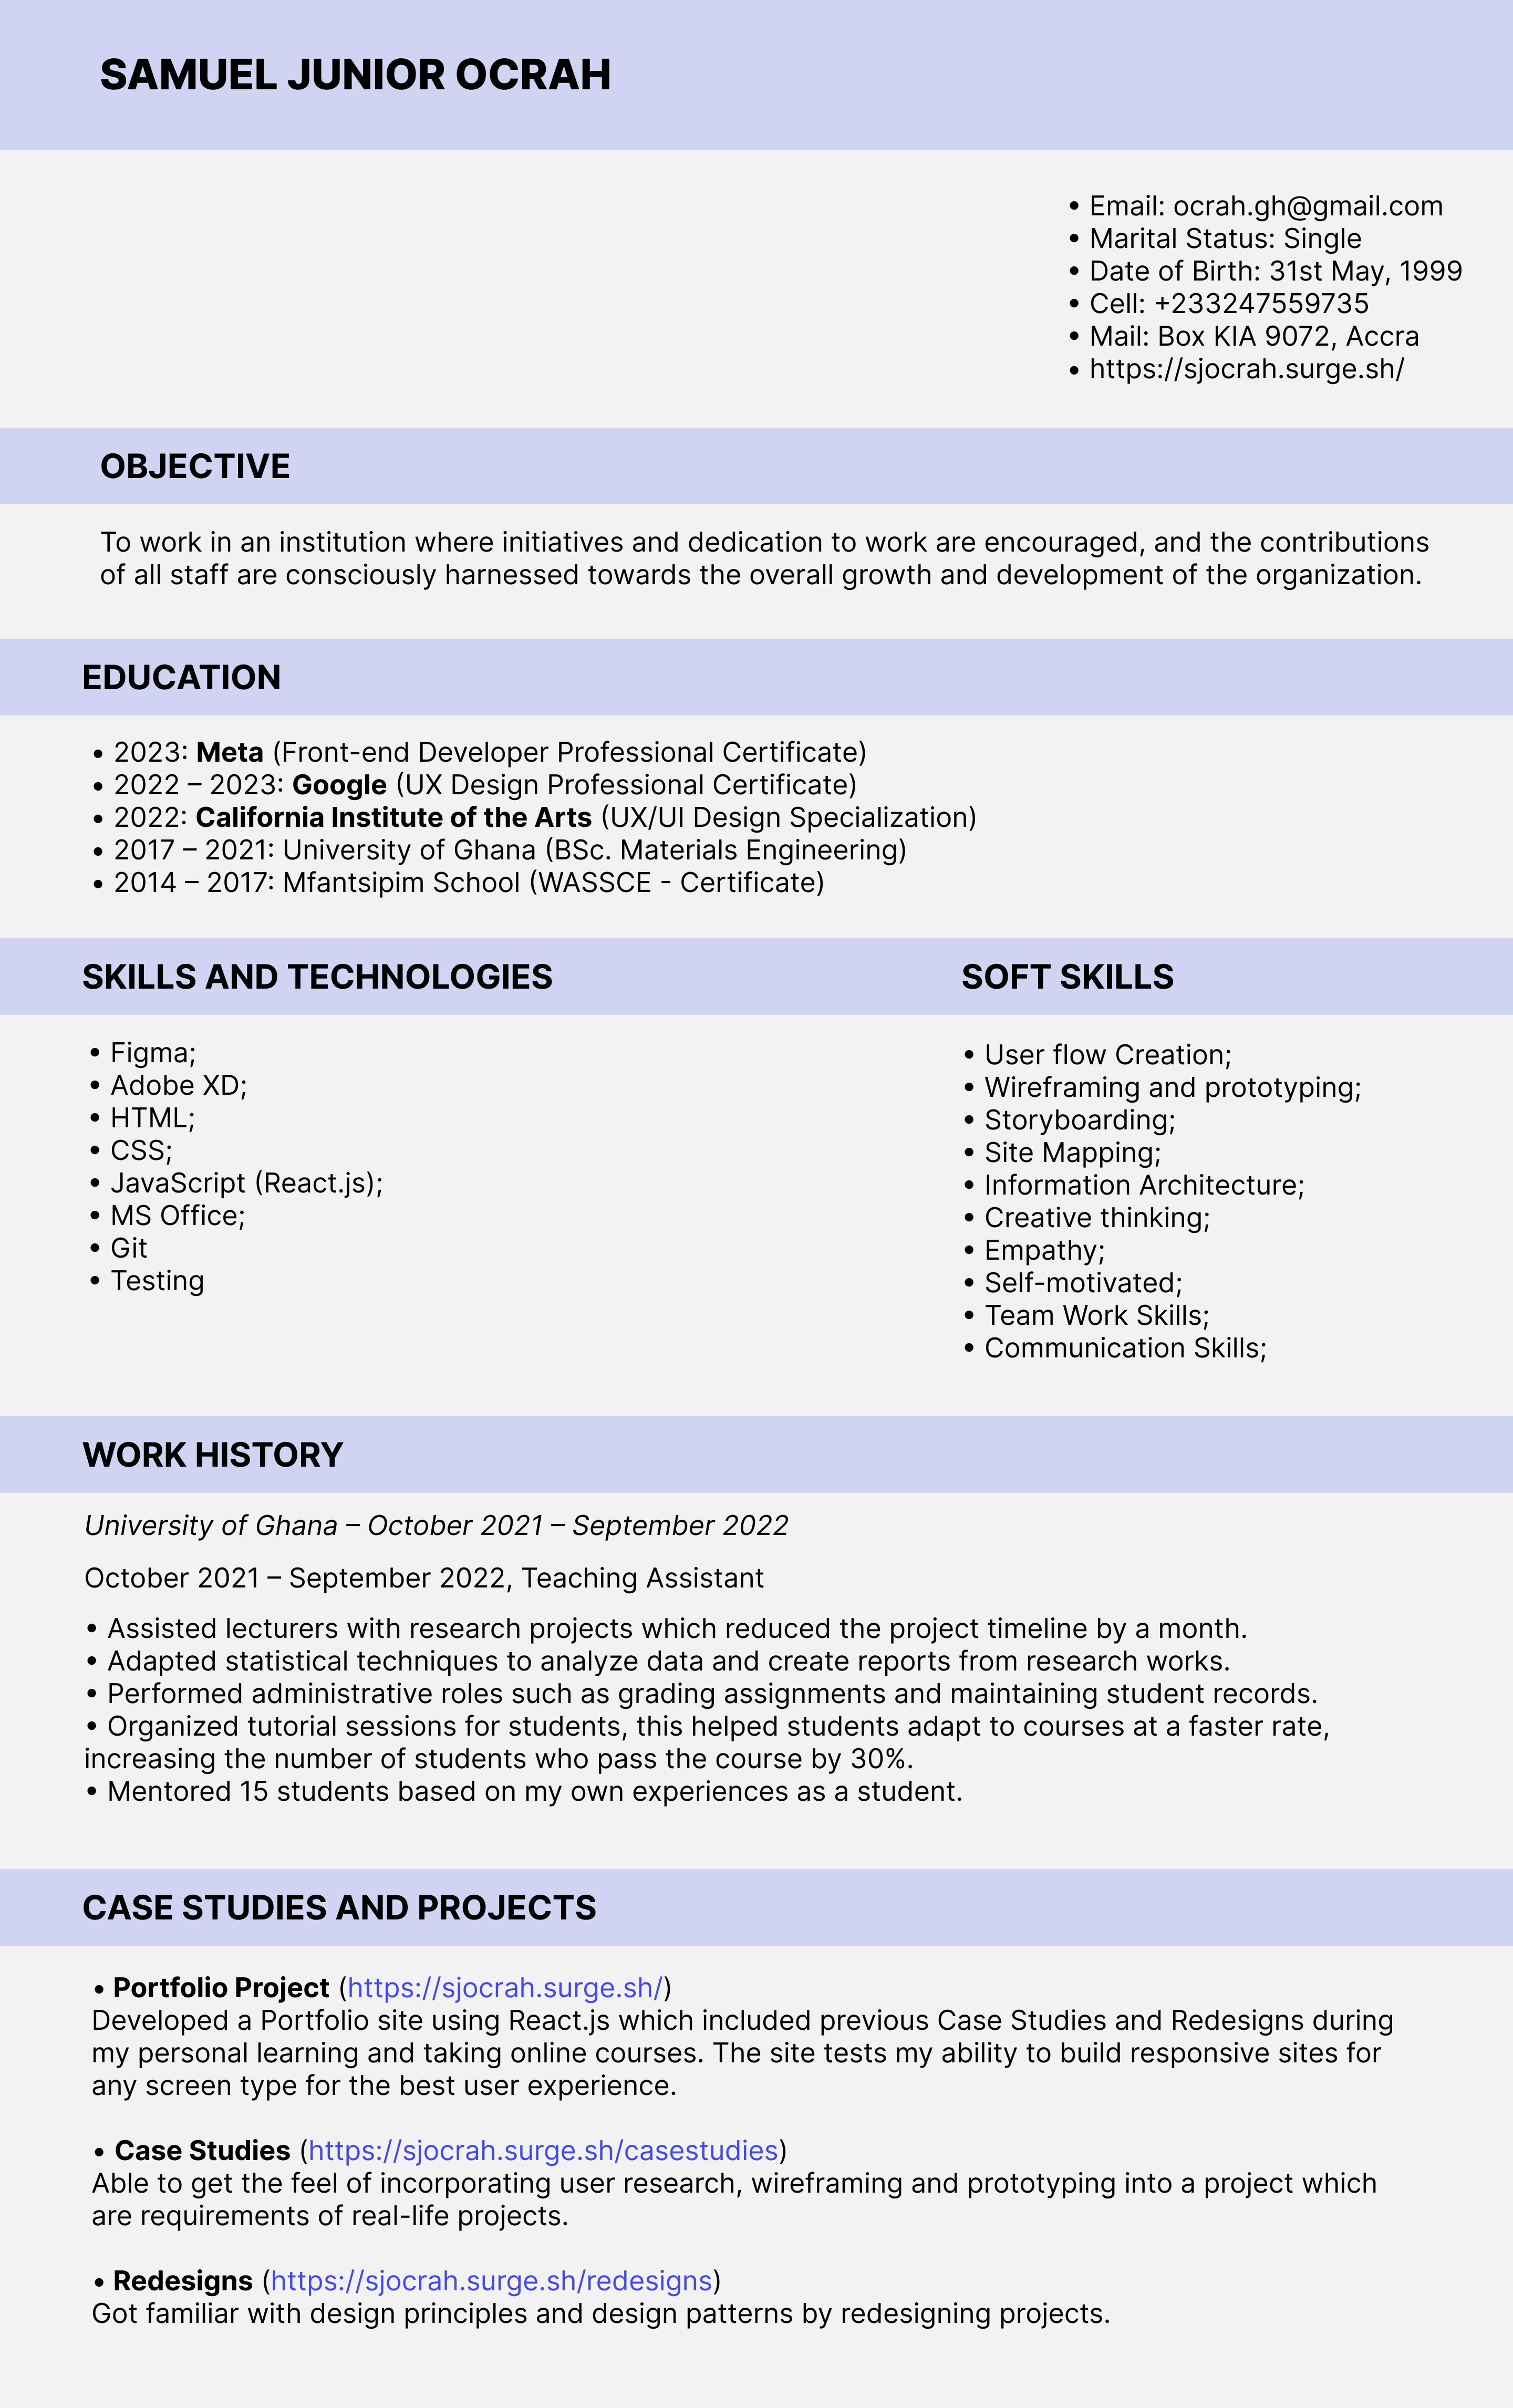 SAMUEL JUNIOR OCRAH
• Email: ocrah.gh@gmail.com
• Marital Status: Single
• Date of Birth: 31st May, 1999
• Cell: +233247559735
• Mail: Box KIA 9072, Accra
• https://sjocrah.surge.sh/
OBJECTIVE
To work in an institution where initiatives and dedication to work are encouraged, and the contributions
of all staff are consciously harnessed towards the overall growth and development of the organization.
EDUCATION
• 2023: Meta (Front-end Developer Professional Certificate)
• 2022 – 2023: Google (UX Design Professional Certificate)
• 2022: California Institute of the Arts (UX/UI Design Specialization)
• 2017 – 2021: University of Ghana (BSc. Materials Engineering)
• 2014 – 2017: Mfantsipim School (WASSCE - Certificate)
SKILLS AND TECHNOLOGIES
• Figma;
• Adobe XD;
• HTML;
• CSS;
• JavaScript (React.js);
• MS Office;
• Git
• Testing
SOFT SKILLS
• User flow Creation;
• Wireframing and prototyping;
• Storyboarding;
• Site Mapping;
• Information Architecture;
• Creative thinking;
• Empathy;
• Self-motivated;
• Team Work Skills;
• Communication Skills;
WORK HISTORY
University of Ghana – October 2021 – September 2022
October 2021 – September 2022, Teaching Assistant
• Assisted lecturers with research projects which reduced the project timeline by a month.
• Adapted statistical techniques to analyze data and create reports from research works.
• Performed administrative roles such as grading assignments and maintaining student records.
• Organized tutorial sessions for students, this helped students adapt to courses at a faster rate,
increasing the number of students who pass the course by 30%.
• Mentored 15 students based on my own experiences as a student.
CASE STUDIES AND PROJECTS
• Portfolio Project (https://sjocrah.surge.sh/)
Developed a Portfolio site using React.js which included previous Case Studies and Redesigns during
my personal learning and taking online courses. The site tests my ability to build responsive sites for
any screen type for the best user experience.
• Case Studies (https://sjocrah.surge.sh/casestudies)
Able to get the feel of incorporating user research, wireframing and prototyping into a project which
are requirements of real-life projects.
• Redesigns (https://sjocrah.surge.sh/redesigns)
Got familiar with design principles and design patterns by redesigning projects.